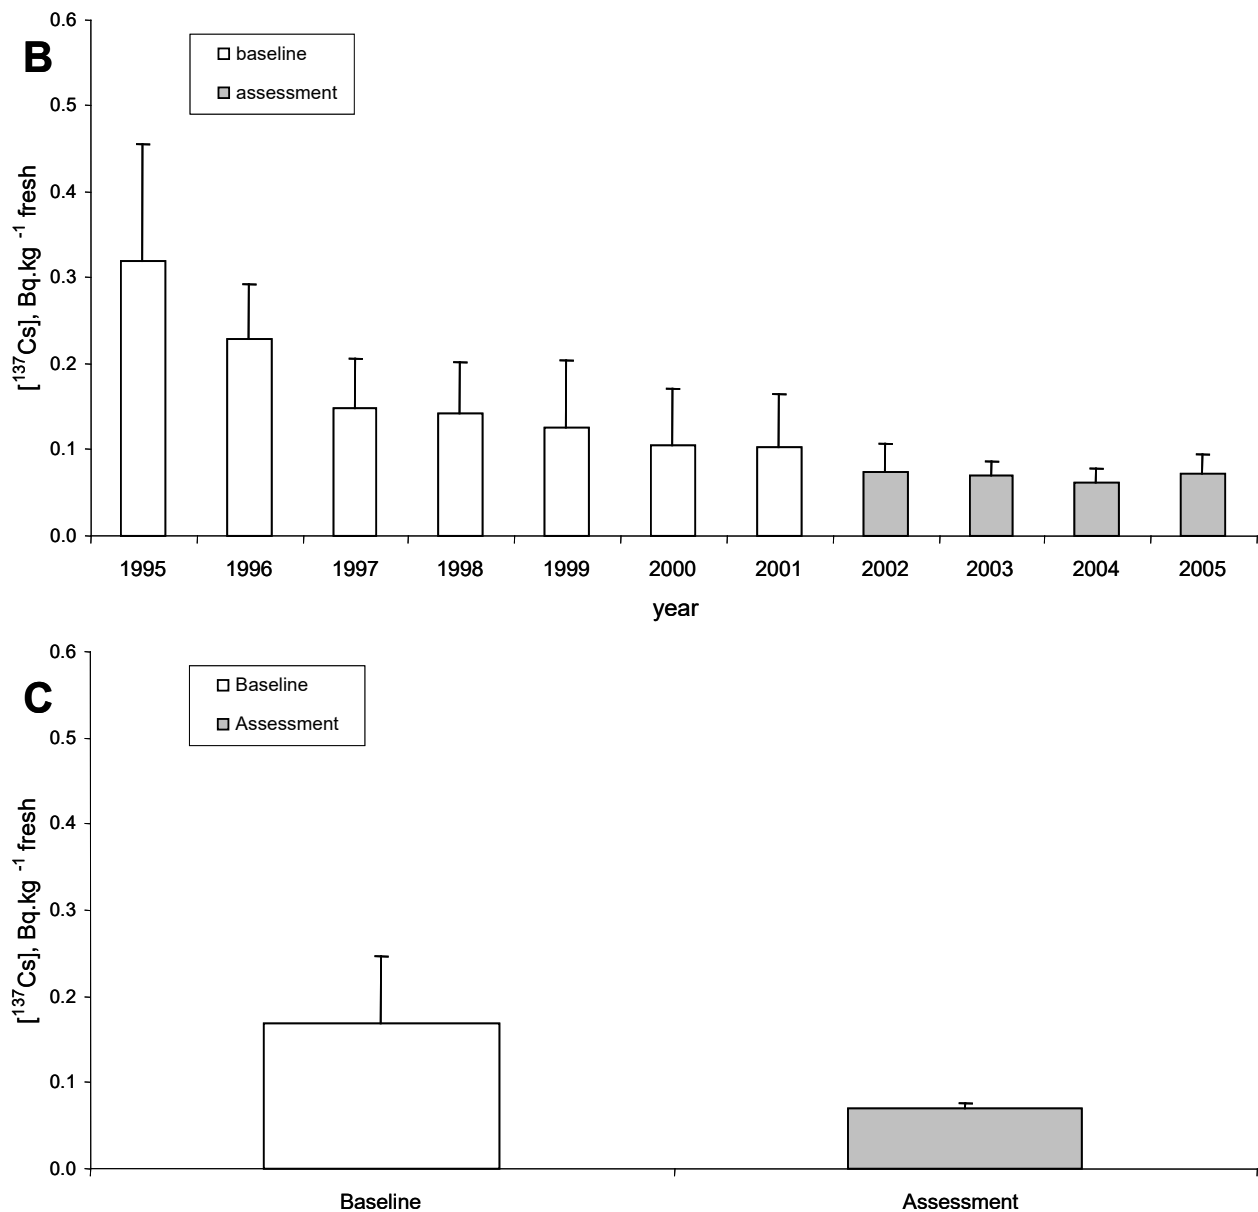 B
baseline
assessment
[¹³⁷Cs], Bq.kg ⁻¹ fresh
0.6
0.5
0.4
0.3
0.2
0.1
0.0
1995 1996 1997 1998 1999 2000 2001 2002 2003 2004 2005
year
C
Baseline
Assessment
[¹³⁷Cs], Bq.kg ⁻¹ fresh
0.6
0.5
0.4
0.3
0.2
0.1
0.0
Baseline Assessment